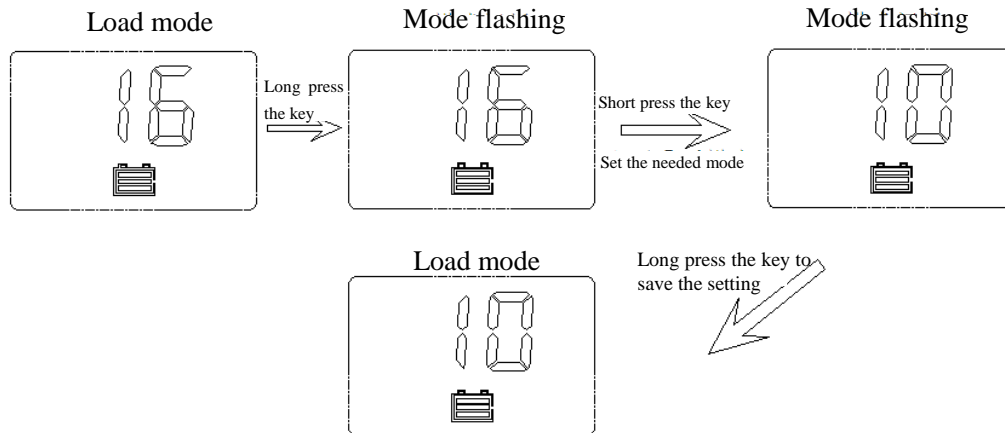 Load mode
Mode flashing
Mode flashing
16
Long press
the key
16
Short press the key
Set the needed mode
10
Load mode
10
Long press the key to
save the setting